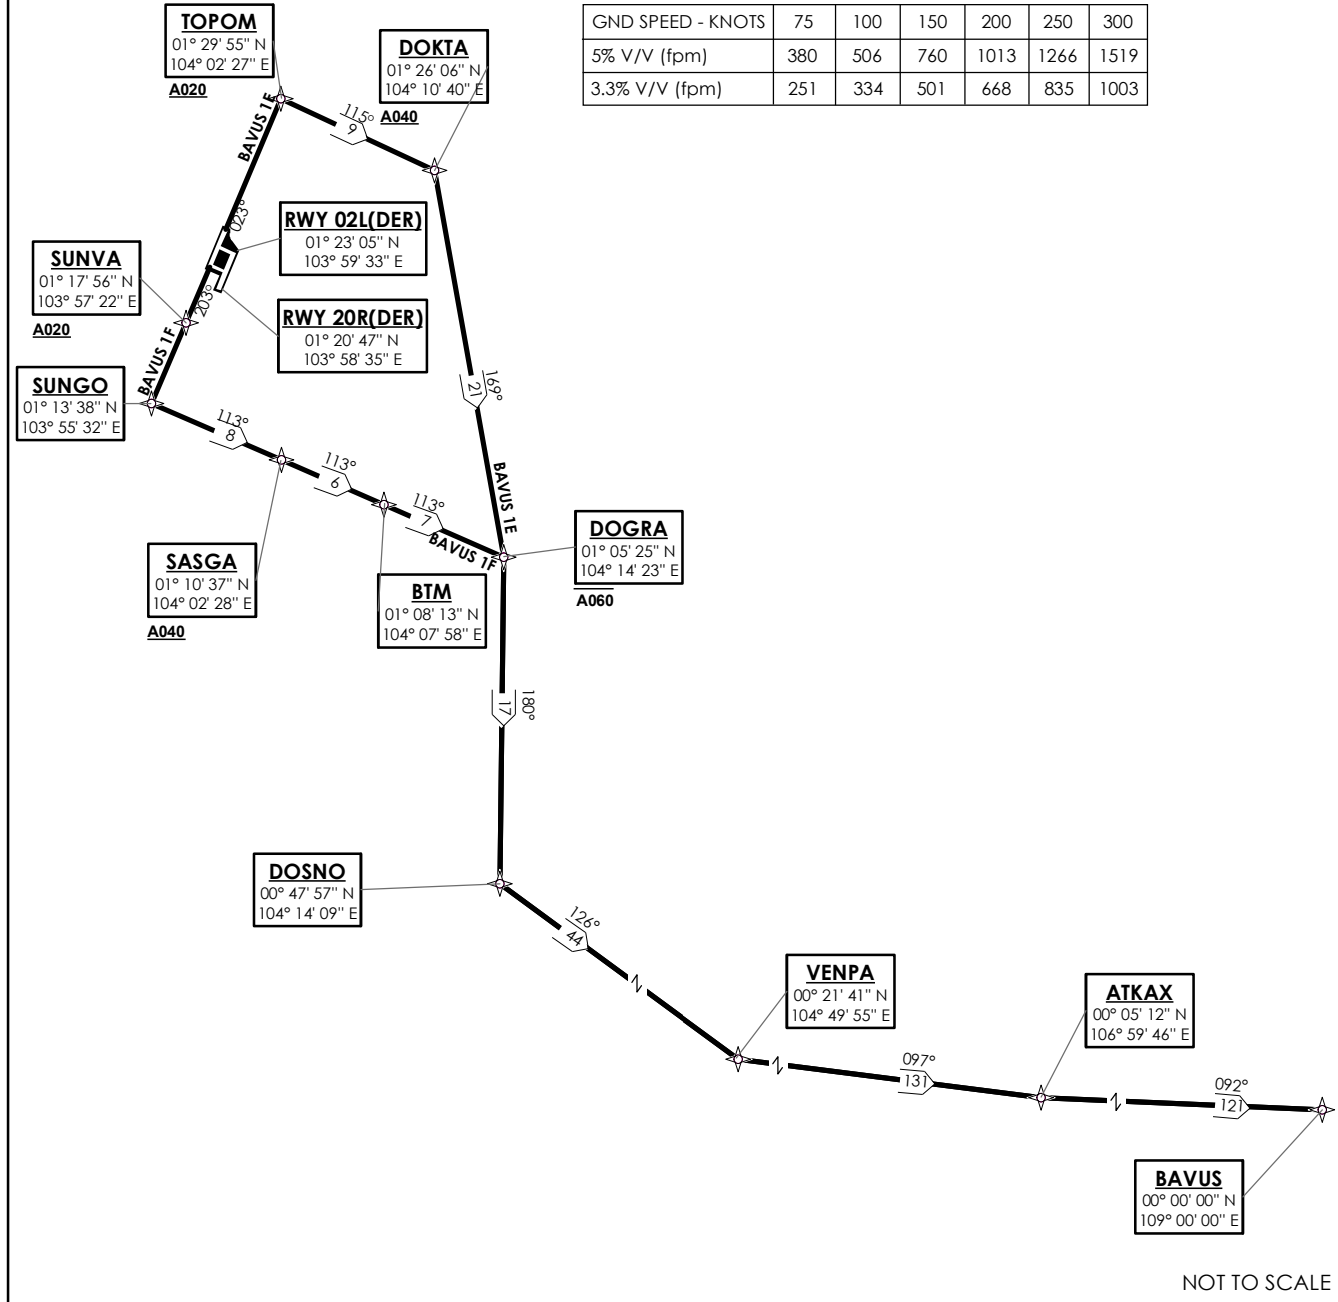 GND SPEED - KNOTS 75 100 150 200 250 300
5% V/V (fpm) 380 506 760 1013 1266 1519
3.3% V/V (fpm) 251 334 501 668 835 1003
TOPOM
01° 29' 55" N
104° 02' 27" E
A020
DOKTA
01° 26' 06" N
104° 10' 40" E
A040
BAVUS 1E
115°
9
023°
RWY 02L(DER)
01° 23' 05" N
103° 59' 33" E
SUNVA
01° 17' 56" N
103° 57' 22" E
A020
203°
RWY 20R(DER)
01° 20' 47" N
103° 58' 35" E
BAVUS 1F
SUNGO
01° 13' 38" N
103° 55' 32" E
169°
21
113°
8
113°
6
113°
7
BAVUS 1E
BAVUS 1F
SASGA
01° 10' 37" N
104° 02' 28" E
A040
BTM
01° 08' 13" N
104° 07' 58" E
DOGRA
01° 05' 25" N
104° 14' 23" E
A060
180°
17
DOSNO
00° 47' 57" N
104° 14' 09" E
126°
44
VENPA
00° 21' 41" N
104° 49' 55" E
ATKAX
00° 05' 12" N
106° 59' 46" E
097°
131
092°
121
BAVUS
00° 00' 00" N
109° 00' 00" E
NOT TO SCALE